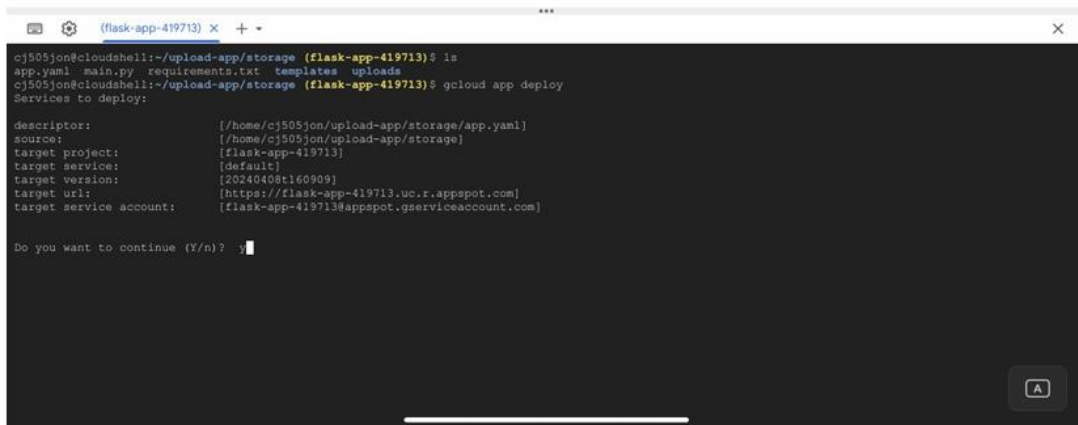 (flask-app-419713)
cj505jon@cloudshell:~/upload-app/storage (flask-app-419713)$ ls
app.yaml main.py requirements.txt templates uploads
cj505jon@cloudshell:~/upload-app/storage (flask-app-419713)$ gcloud app deploy
Services to deploy:
descriptor: [/home/cj505jon/upload-app/storage/app.yaml]
source: [/home/cj505jon/upload-app/storage]
target project: [flask-app-419713]
target service: [default]
target version: [20240408t160909]
target url: [https://flask-app-419713.uc.r.appspot.com]
target service account: [flask-app-419713@appspot.gserviceaccount.com]
Do you want to continue (Y/n)? y
A